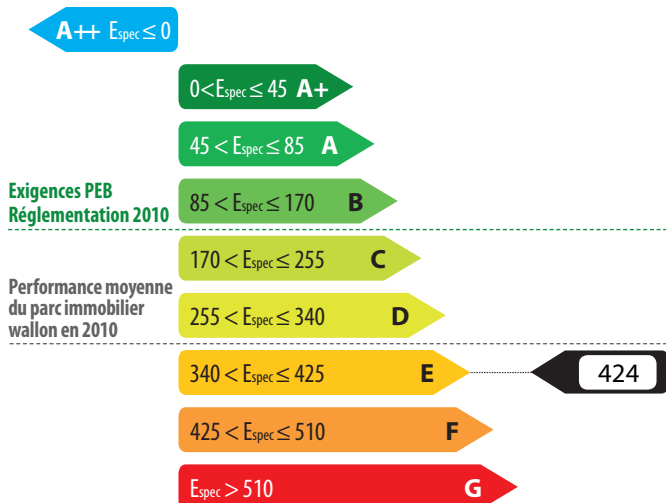 A++ Espec ≤ 0
0 < Espec ≤ 45 A+
45 < Espec ≤ 85 A
Exigences PEB
Réglementation 2010
85 < Espec ≤ 170 B
170 < Espec ≤ 255 C
Performance moyenne
du parc immobilier
wallon en 2010
255 < Espec ≤ 340 D
340 < Espec ≤ 425 E
424
425 < Espec ≤ 510 F
Espec > 510 G